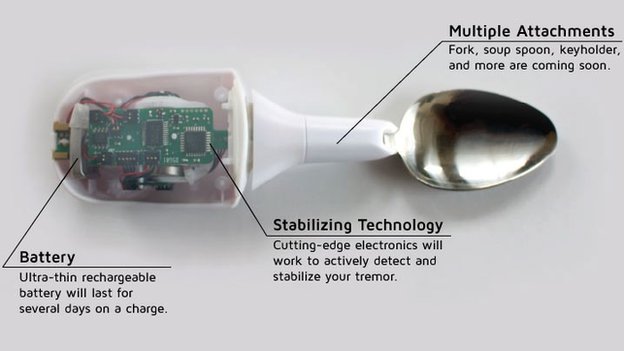 Multiple Attachments
Fork, soup spoon, keyholder,
and more are coming soon.
Stabilizing Technology
Cutting-edge electronics will
work to actively detect and
stabilize your tremor.
Battery
Ultra-thin rechargeable
battery will last for
several days on a charge.